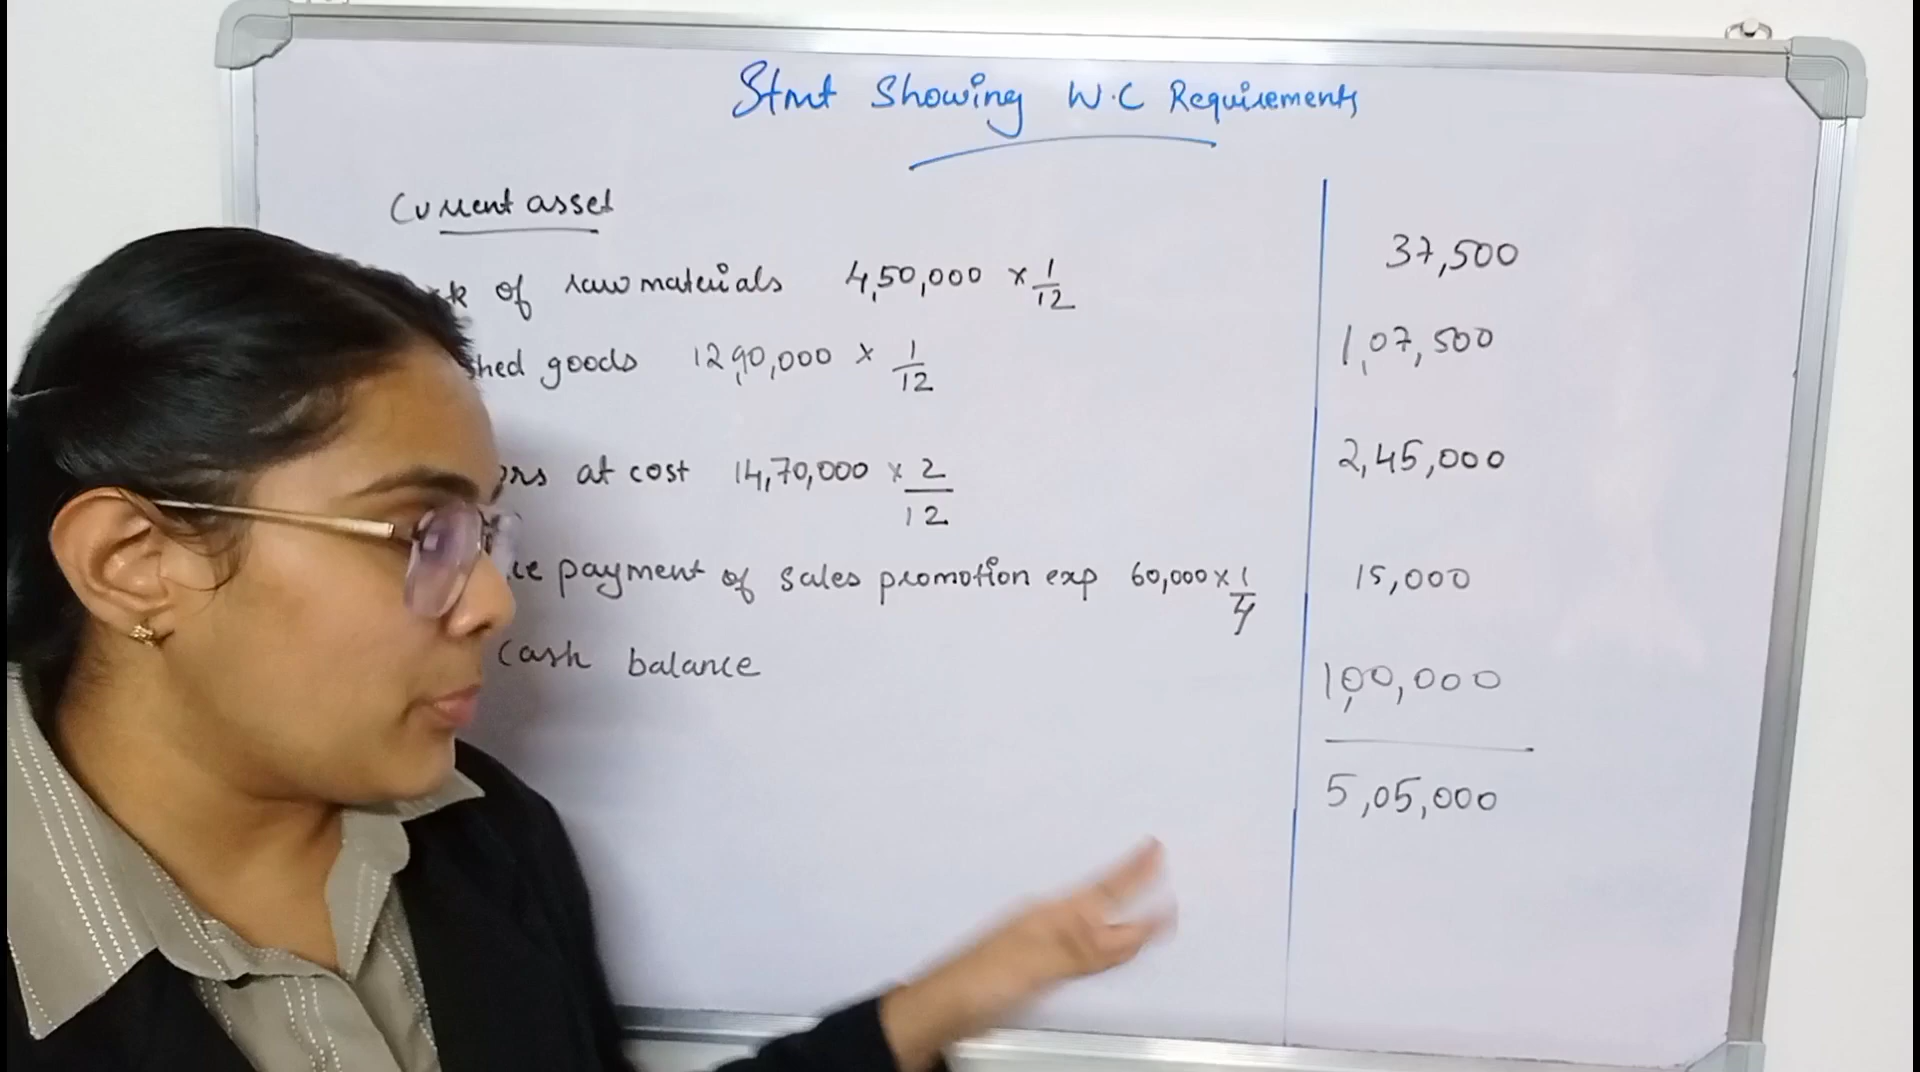 Stmt Showing W.C Requirements
Current asset
of raw materials 4,50,000 × 1/12 37,500
goods 12,90,000 × 1/12 1,07,500
at cost 14,70,000 × 2/12 2,45,000
payment of sales promotion exp 60,000 × 1/4 15,000
Cash balance 1,00,000
5,05,000